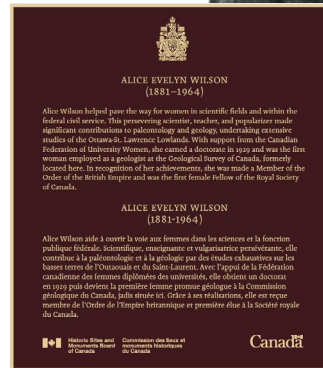 ALICE EVELYN WILSON
(1881–1964)
Alice Wilson helped pave the way for women in scientific fields and within the
federal civil service. This persevering scientist, teacher, and popularizer made
significant contributions to paleontology and geology, undertaking extensive
studies of the Ottawa-St. Lawrence Lowlands. With support from the Canadian
Federation of University Women, she earned a doctorate in 1929 and was the first
woman employed as a geologist at the Geological Survey of Canada, formerly
located here. In recognition of her achievements, she was made a Member of the
Order of the British Empire and was the first female Fellow of the Royal Society
of Canada.
ALICE EVELYN WILSON
(1881-1964)
Alice Wilson aide à ouvrir la voie aux femmes dans les sciences et la fonction
publique fédérale. Scientifique, enseignante et vulgarisatrice persévérante, elle
contribue à la paléontologie et à la géologie par des études exhaustives sur les
basses terres de l'Outaouais et du Saint-Laurent. Avec l'appui de la Fédération
canadienne des femmes diplômées des universités, elle obtient un doctorat
en 1929 puis devient la première femme promue géologue à la Commission
géologique du Canada, jadis située ici. Grâce à ses réalisations, elle est reçue
membre de l'Ordre de l'Empire britannique et première élue à la Société royale
du Canada.
Historic Sites and Monuments Board of Canada
Commission des lieux et monuments historiques du Canada
Canada